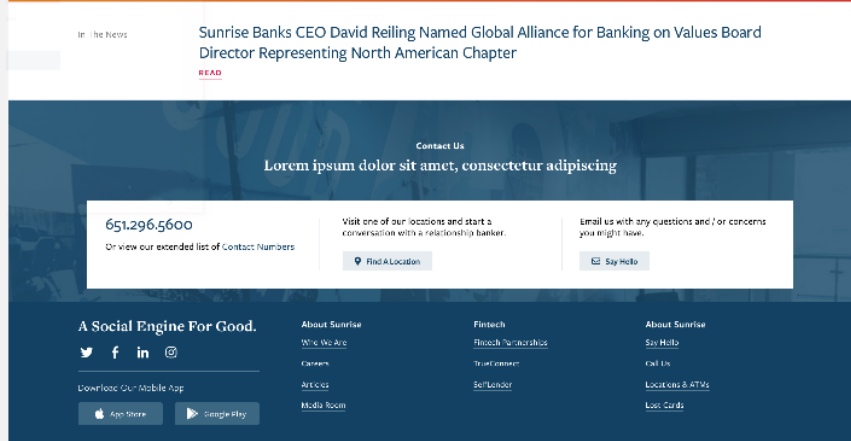 In The News
Sunrise Banks CEO David Reiling Named Global Alliance for Banking on Values Board
Director Representing North American Chapter
READ
Contact Us
Lorem ipsum dolor sit amet, consectetur adipiscing
651.296.5600
Or view our extended list of Contact Numbers
Visit one of our locations and start a
conversation with a relationship banker.
Find A Location
Email us with any questions and / or concerns
you might have.
Say Hello
A Social Engine For Good.
Download Our Mobile App
App Store
Google Play
About Sunrise
Who We Are
Careers
Articles
Media Room
Fintech
Fintech Partnerships
TrueConnect
SelfLender
About Sunrise
Say Hello
Call Us
Locations & ATMs
Lost Cards